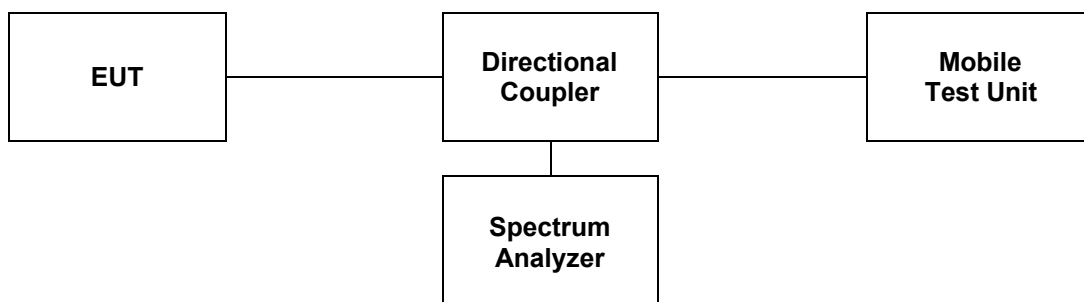 EUT
Directional
Coupler
Mobile
Test Unit
Spectrum
Analyzer